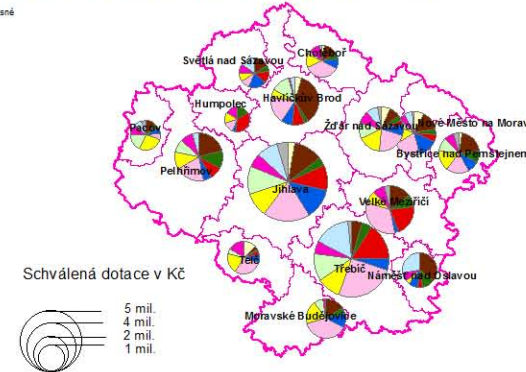 sné
Světlá nad Sázavou
Chotěboř
Havlíčkův Brod
Humpolec
Pacov
Pelhřimov
Žďár nad Sázavou
Nové Město na Morav
Bystřice nad Pernštejnem
Jihlava
Velké Meziříčí
Třebíč
Náměšť nad Oslavou
Telč
Moravské Budějovice
Schválená dotace v Kč
5 mil.
4 mil.
2 mil.
1 mil.